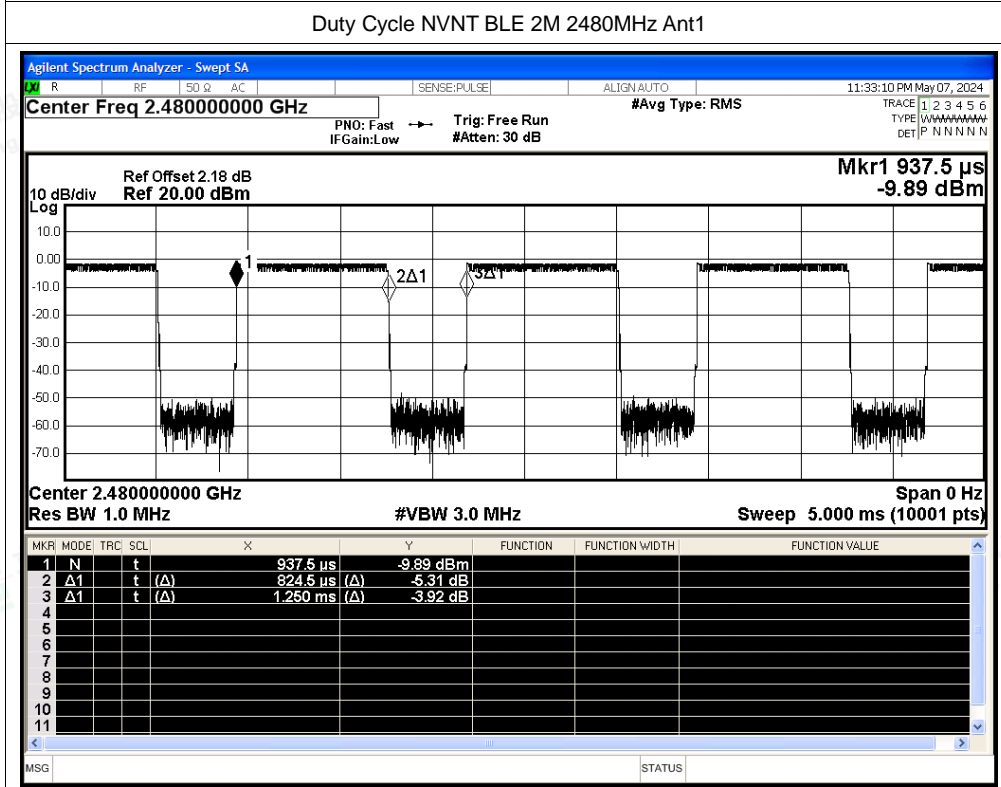 Duty Cycle NVNT BLE 2M 2480MHz Ant1
Agilent Spectrum Analyzer - Swept SA
LXI R RF 50 Ω AC SENSE:PULSE ALIGN AUTO 11:33:10 PM May 07, 2024
Center Freq 2.480000000 GHz #Avg Type: RMS TRACE 1 2 3 4 5 6
PNO: Fast Trig: Free Run TYPE WWWWWW
IFGain:Low #Atten: 30 dB DET P N N N N N
Mkr1 937.5 µs
Ref Offset 2.18 dB
10 dB/div Ref 20.00 dBm -9.89 dBm
Log
10.0
0.00
1
2Δ1
3Δ1
-10.0
-20.0
-30.0
-40.0
-50.0
-60.0
-70.0
Center 2.480000000 GHz Span 0 Hz
Res BW 1.0 MHz #VBW 3.0 MHz Sweep 5.000 ms (10001 pts)
MKR MODE TRC SCL X Y FUNCTION FUNCTION WIDTH FUNCTION VALUE
1 N t 937.5 µs -9.89 dBm
2 Δ1 t (Δ) 824.5 µs (Δ) -5.31 dB
3 Δ1 t (Δ) 1.250 ms (Δ) -3.92 dB
4
5
6
7
8
9
10
11
MSG STATUS